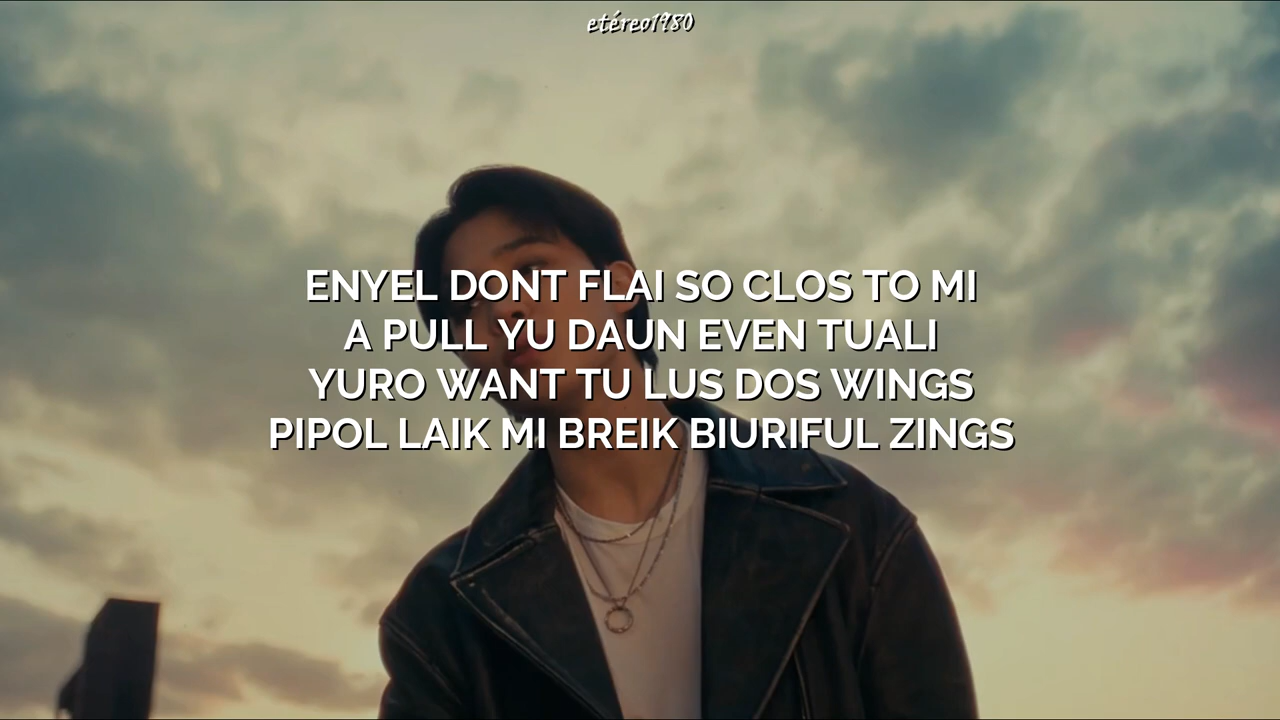 etéreo1980
ENYEL DONT FLAI SO CLOS TO MI
A PULL YU DAUN EVEN TUALI
YURO WANT TU LUS DOS WINGS
PIPOL LAIK MI BREIK BIURIFUL ZINGS